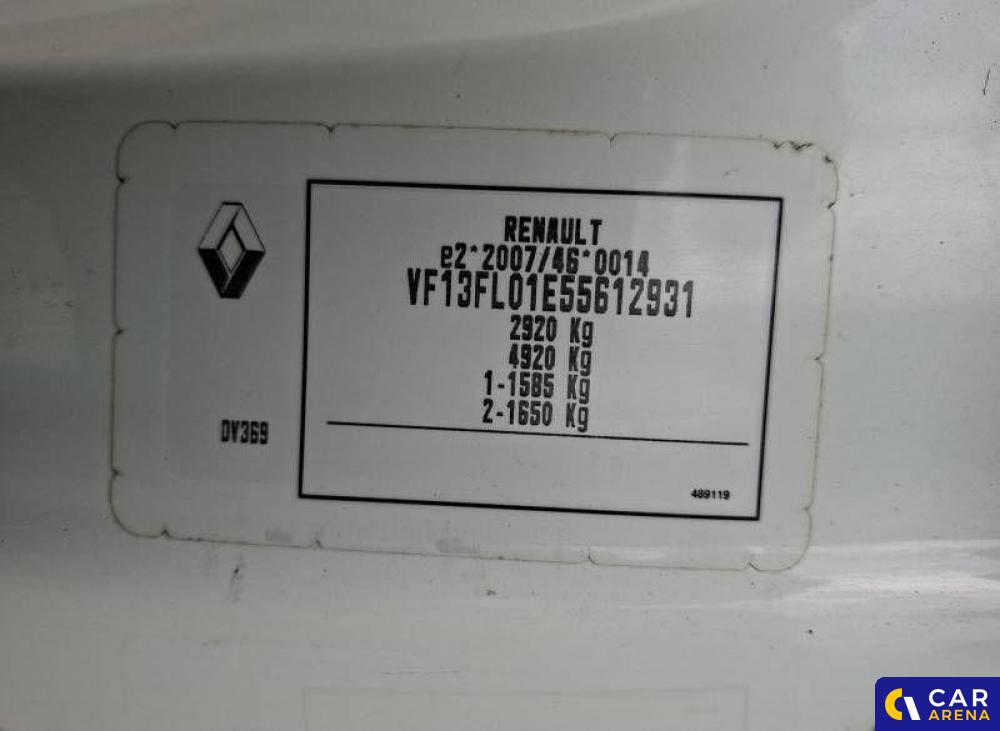 RENAULT
e2*2007/46*0014
VF13FL01E55612931
2920 Kg
4920 Kg
1-1585 Kg
2-1650 Kg
DV369
489119
CAR
ARENA